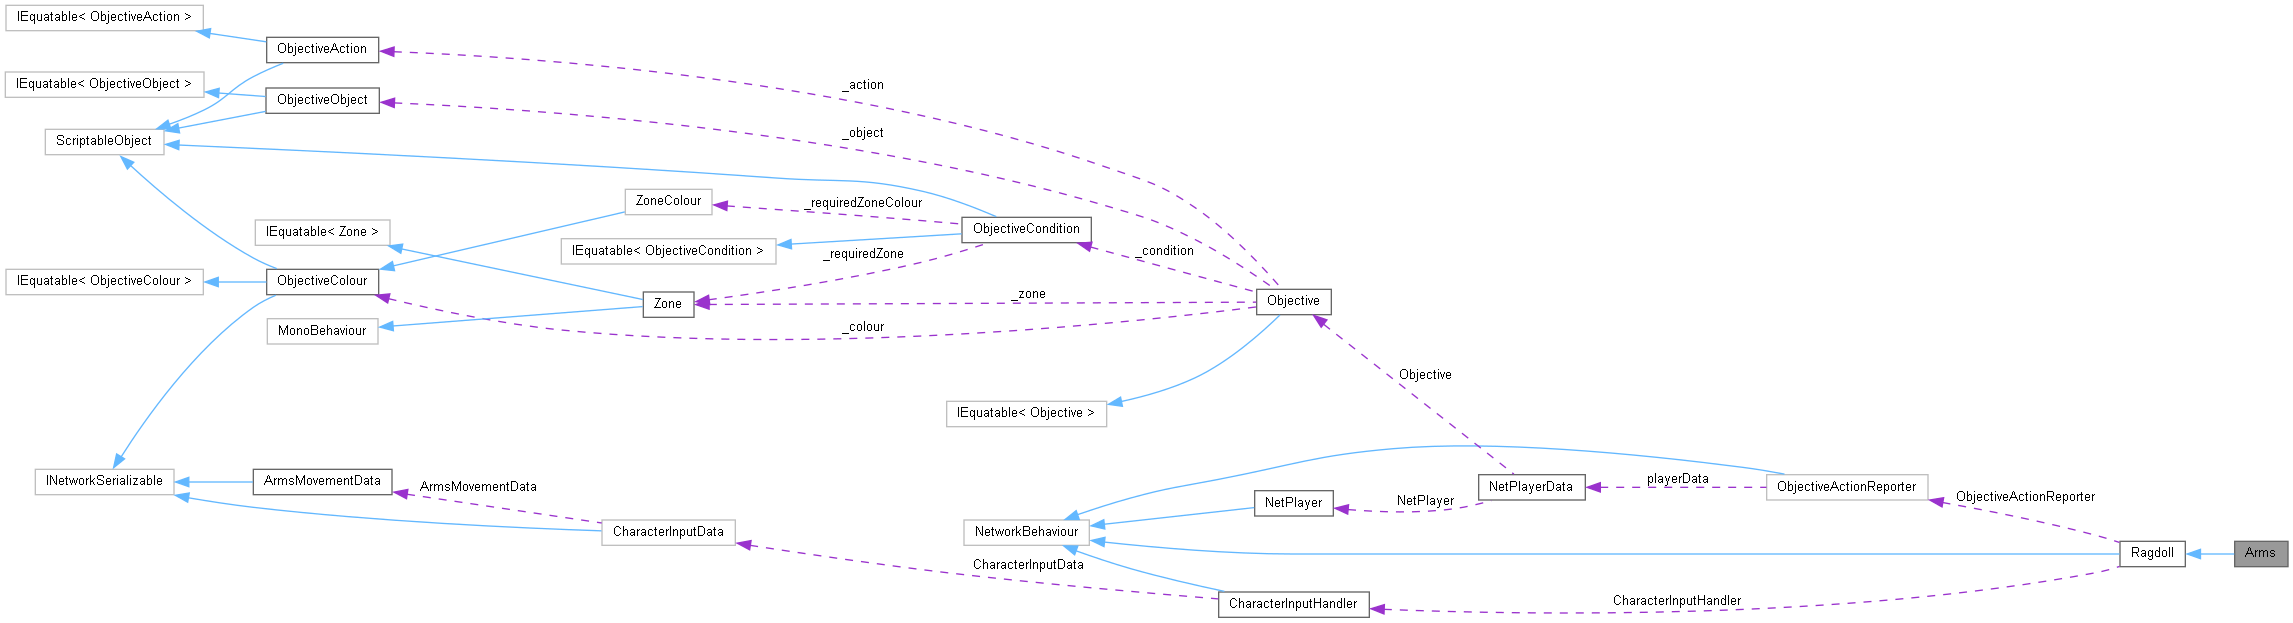 IEquatable< ObjectiveAction >
ObjectiveAction
IEquatable< ObjectiveObject >
_action
ObjectiveObject
_object
ScriptableObject
ZoneColour
_requiredZoneColour
IEquatable< Zone >
ObjectiveCondition
IEquatable< ObjectiveCondition >
_condition
_requiredZone
IEquatable< ObjectiveColour >
ObjectiveColour
_zone
Zone
Objective
MonoBehaviour
_colour
Objective
IEquatable< Objective >
INetworkSerializable
ArmsMovementData
ArmsMovementData
playerData
NetPlayerData
ObjectiveActionReporter
ObjectiveActionReporter
NetPlayer
NetPlayer
CharacterInputData
NetworkBehaviour
Ragdoll
Arms
CharacterInputData
CharacterInputHandler
CharacterInputHandler